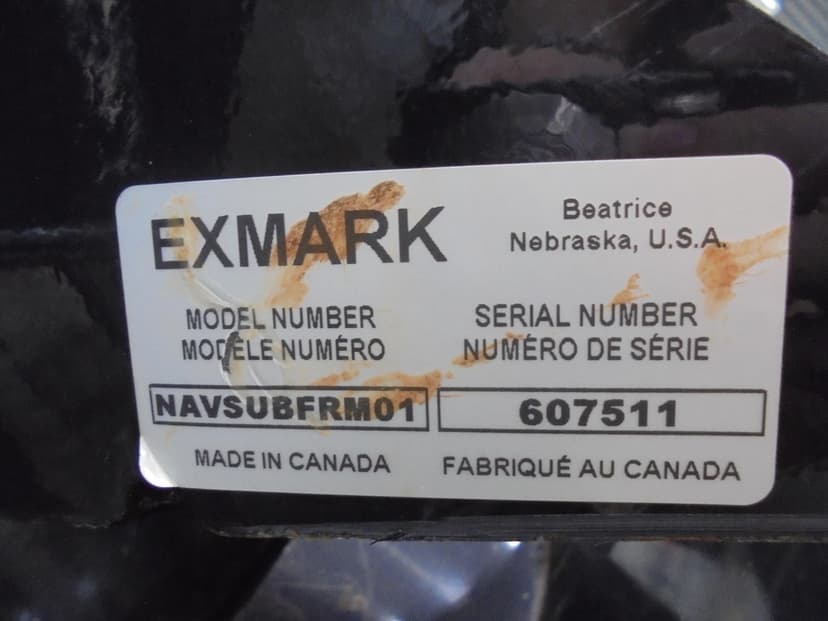 EXMARK
Beatrice
Nebraska, U.S.A.
MODEL NUMBER
MODÈLE NUMÉRO
SERIAL NUMBER
NUMÉRO DE SÉRIE
NAVSUBFRM01
607511
MADE IN CANADA
FABRIQUÉ AU CANADA